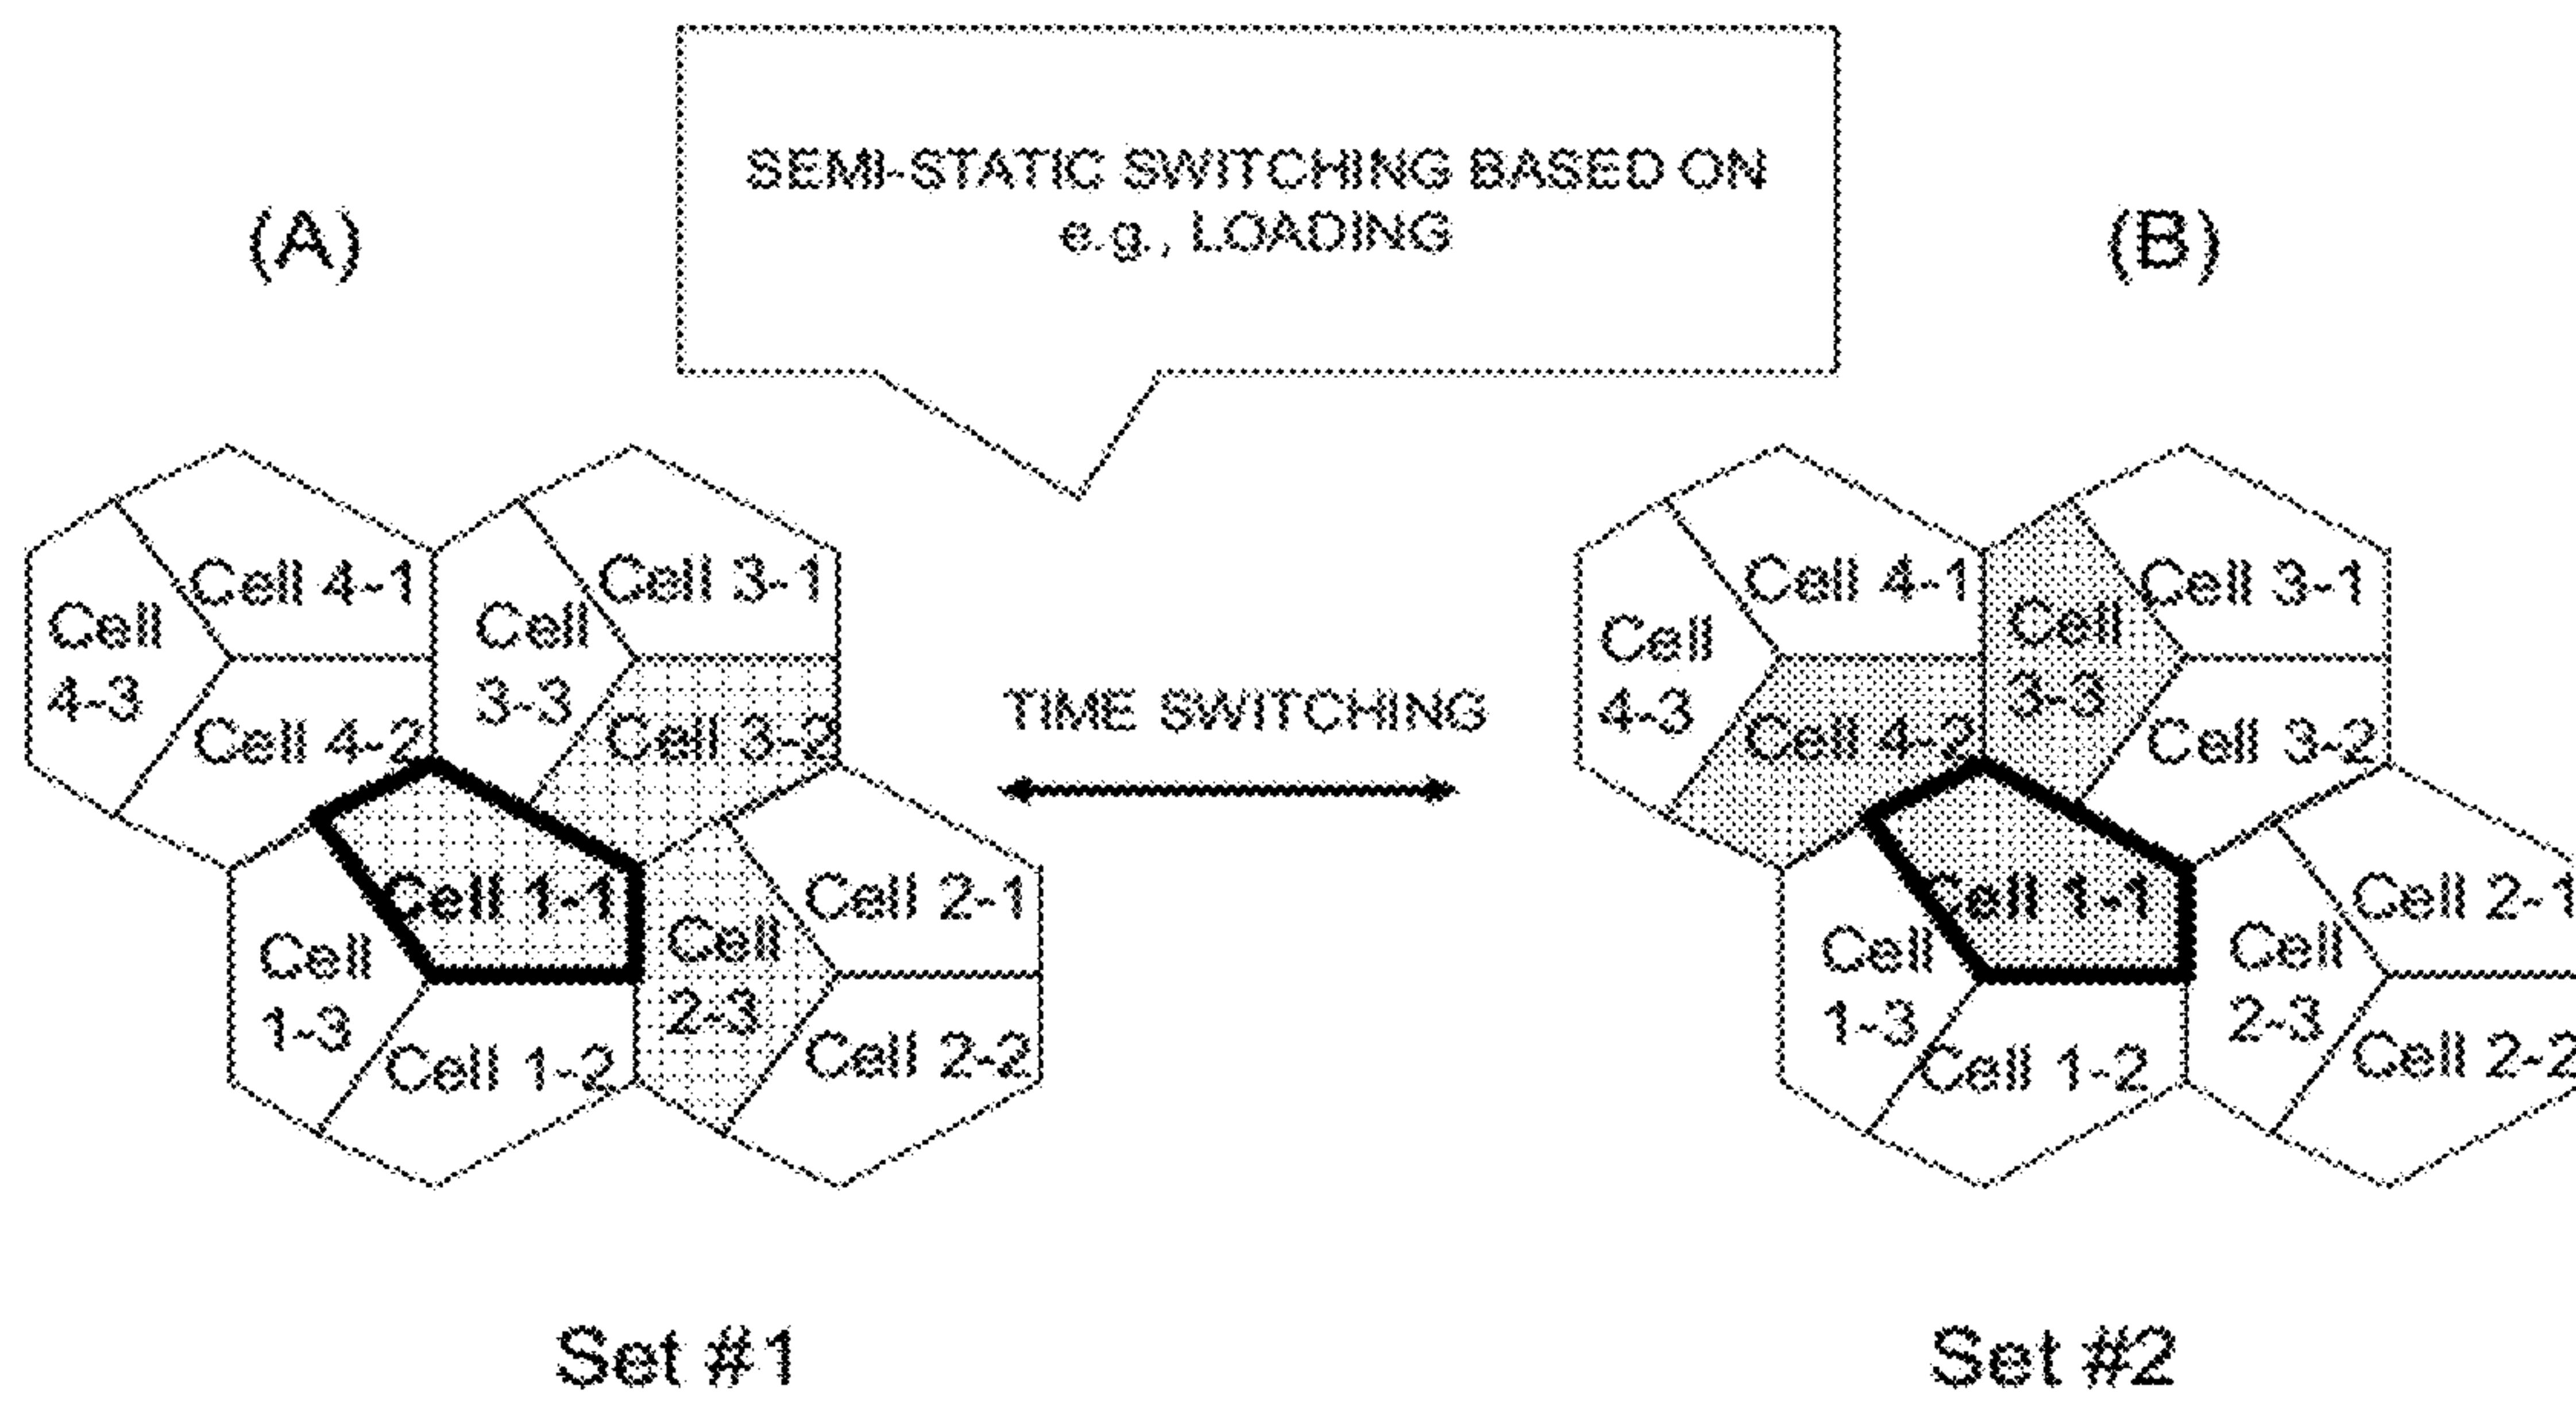 SEMI-STATIC SWITCHING BASED ON
e.g., LOADING
(A)
(B)
Cell 4-1
Cell 3-1
Cell
4-3
Cell
3-3
Cell 4-2
Cell 3-2
Cell 1-1
Cell 2-1
Cell
1-3
Cell
2-3
Cell 1-2
Cell 2-2
TIME SWITCHING
Cell 4-1
Cell 3-1
Cell
4-3
Cell
3-3
Cell 4-2
Cell 3-2
Cell 1-1
Cell 2-1
Cell
1-3
Cell
2-3
Cell 1-2
Cell 2-2
Set #1
Set #2